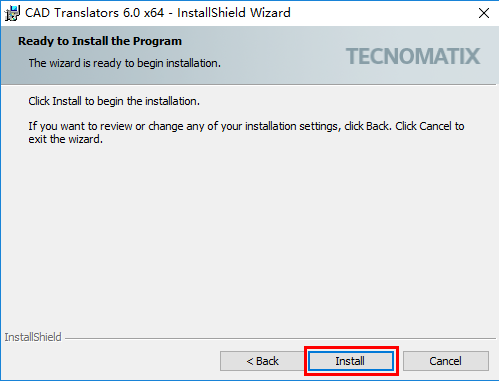 CAD Translators 6.0 x64 - InstallShield Wizard
Ready to Install the Program
The wizard is ready to begin installation.
TECNOMATIX
Click Install to begin the installation.
If you want to review or change any of your installation settings, click Back. Click Cancel to
exit the wizard.
InstallShield
< Back Install Cancel